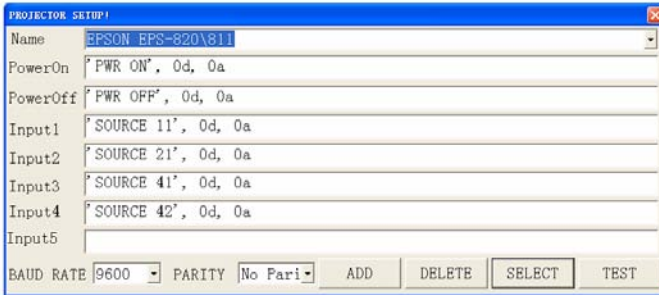 PROJECTOR SETUP!
Name EPSON EPS-820\811
PowerOn 'PWR ON', 0d, 0a
PowerOff 'PWR OFF', 0d, 0a
Input1 'SOURCE 11', 0d, 0a
Input2 'SOURCE 21', 0d, 0a
Input3 'SOURCE 41', 0d, 0a
Input4 'SOURCE 42', 0d, 0a
Input5
BAUD RATE 9600 PARITY No Pari ADD DELETE SELECT TEST